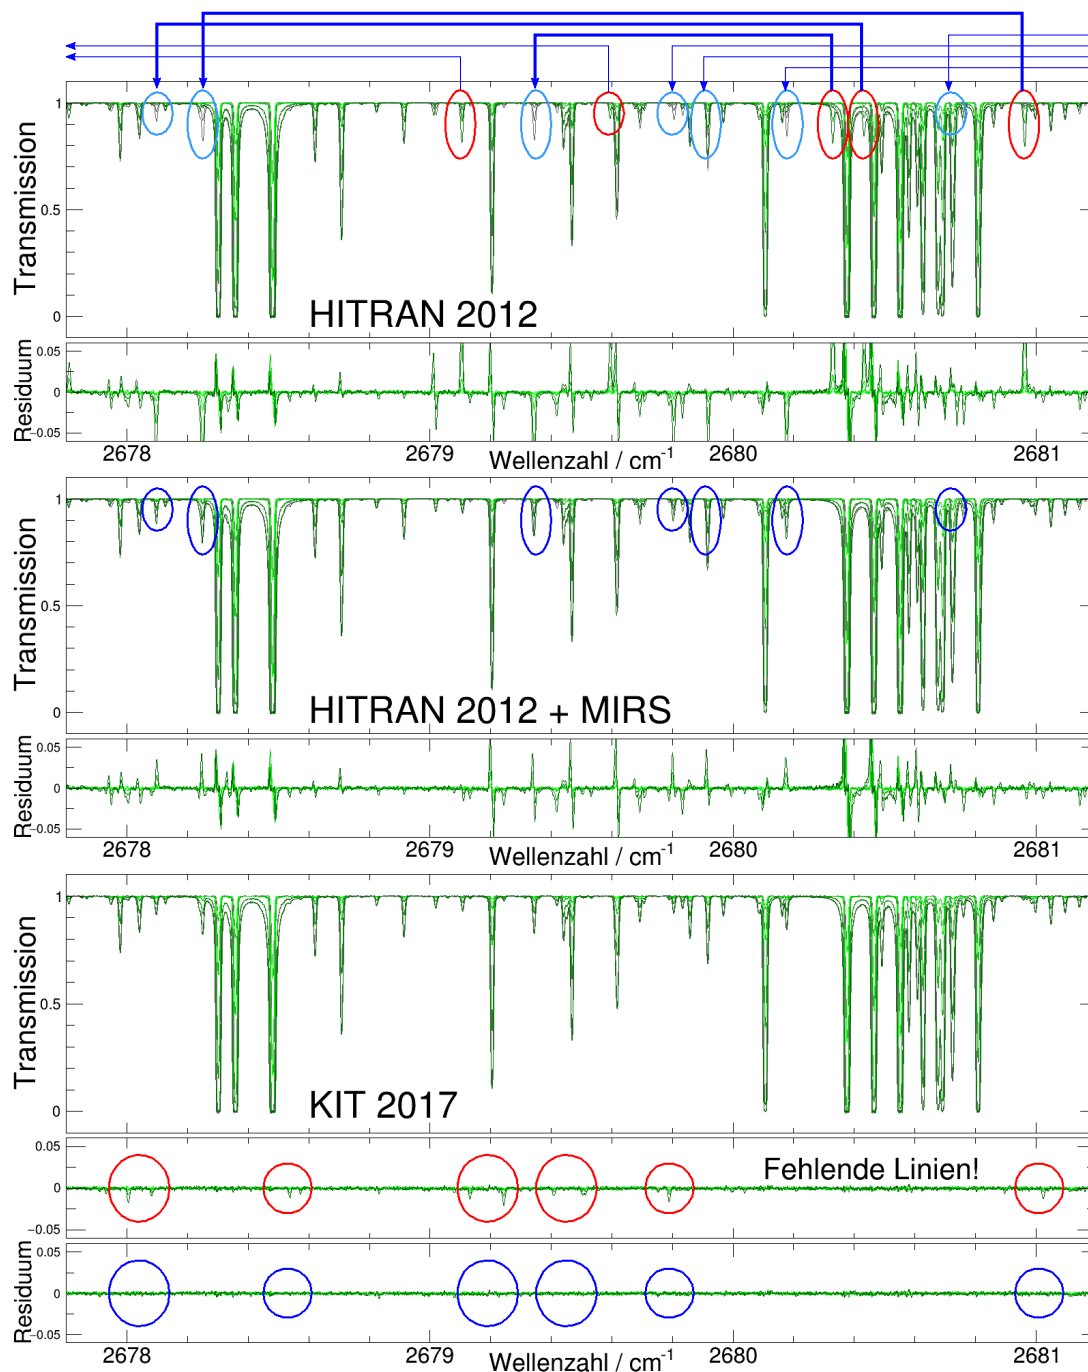 1
0.5
0
Transmission
HITRAN 2012
0.05
0
−0.05
Residuum
2678
2679
2680
2681
Wellenzahl / cm⁻¹
1
0.5
0
Transmission
HITRAN 2012 + MIRS
0.05
0
−0.05
Residuum
2678
2679
2680
2681
Wellenzahl / cm⁻¹
1
0.5
0
Transmission
KIT 2017
0.05
0
−0.05
Fehlende Linien!
0.05
0
−0.05
Residuum
2678
2679
2680
2681
Wellenzahl / cm⁻¹